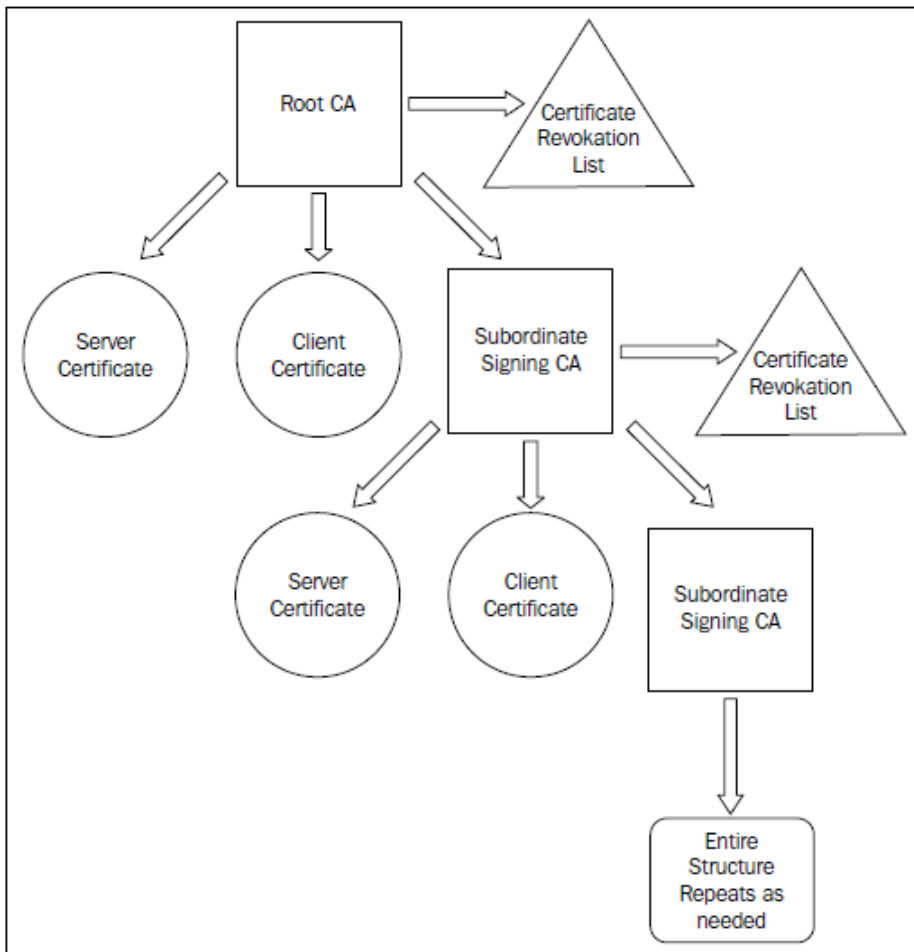 Root CA
Certificate
Revokation
List
Server
Certificate
Client
Certificate
Subordinate
Signing CA
Certificate
Revokation
List
Server
Certificate
Client
Certificate
Subordinate
Signing CA
Entire
Structure
Repeats as
needed